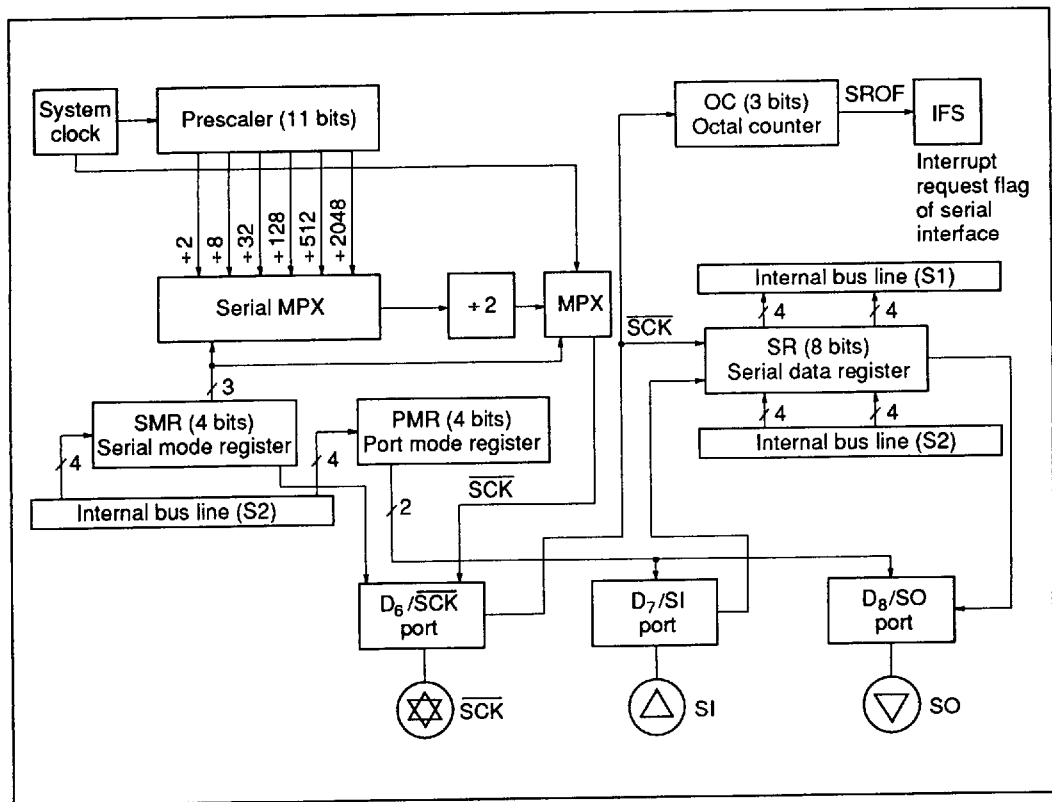 System
clock
Prescaler (11 bits)
OC (3 bits)
Octal counter
SROF
IFS
Interrupt
request flag
of serial
interface
÷2
÷8
÷32
÷128
÷512
÷2048
Serial MPX
÷2
MPX
Internal bus line (S1)
4
4
S̅C̅K̅
SR (8 bits)
Serial data register
4
4
Internal bus line (S2)
3
SMR (4 bits)
Serial mode register
4
PMR (4 bits)
Port mode register
4
Internal bus line (S2)
2
S̅C̅K̅
D₆/S̅C̅K̅
port
D₇/SI
port
D₈/SO
port
S̅C̅K̅
SI
SO